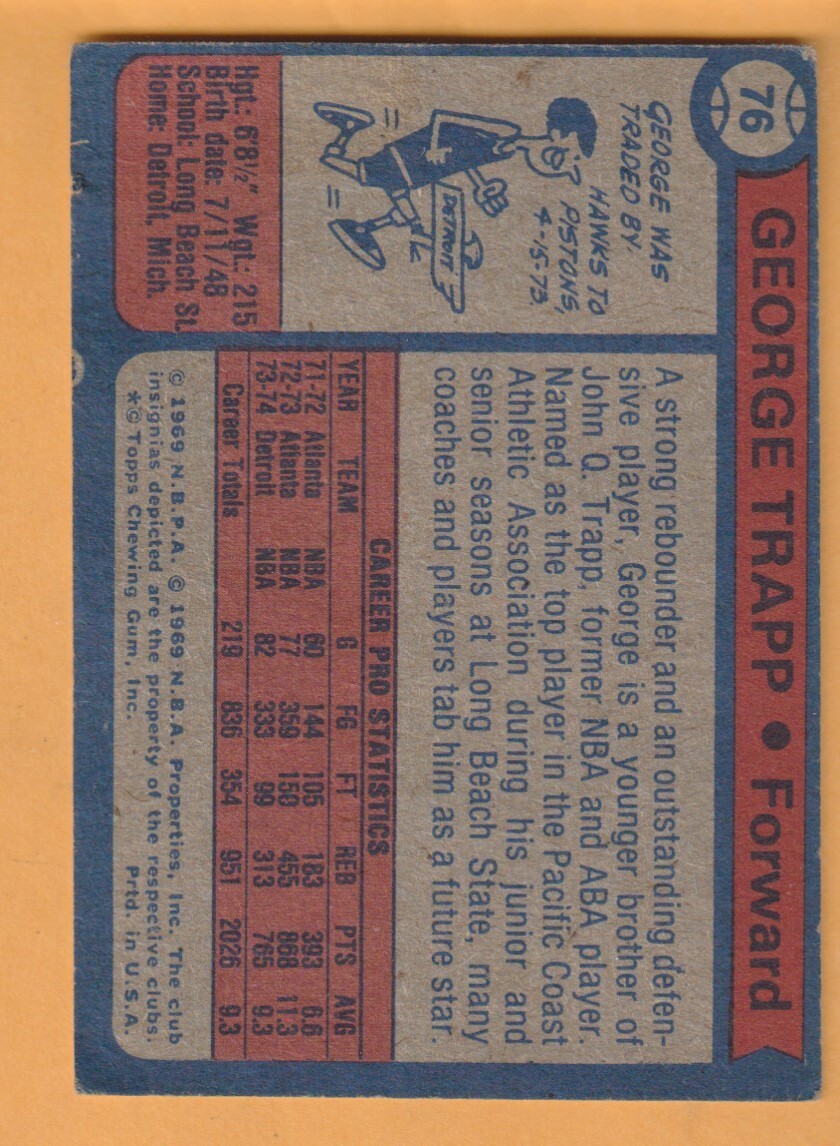 76
GEORGE TRAPP • Forward
GEORGE WAS
TRADED BY
HAWKS TO
PISTONS,
4-15-73.
DETROIT
Hgt.: 6'8½" Wgt.: 215
Birth date: 7/11/48
School: Long Beach St.
Home: Detroit, Mich.
A strong rebounder and an outstanding defen-
sive player, George is a younger brother of
John Q. Trapp, former NBA and ABA player.
Named as the top player in the Pacific Coast
Athletic Association during his junior and
senior seasons at Long Beach State, many
coaches and players tab him as a future star.
CAREER PRO STATISTICS
YEAR TEAM G FG FT REB PTS AVG
71-72 Atlanta NBA 60 144 105 183 393 6.6
72-73 Atlanta NBA 77 359 150 455 868 11.3
73-74 Detroit NBA 82 333 99 313 765 9.3
Career Totals 219 836 354 951 2026 9.3
© 1969 N.B.P.A. © 1969 N.B.A. Properties, Inc. The club
insignias depicted are the property of the respective clubs.
*© Topps Chewing Gum, Inc. Prtd. in U.S.A.